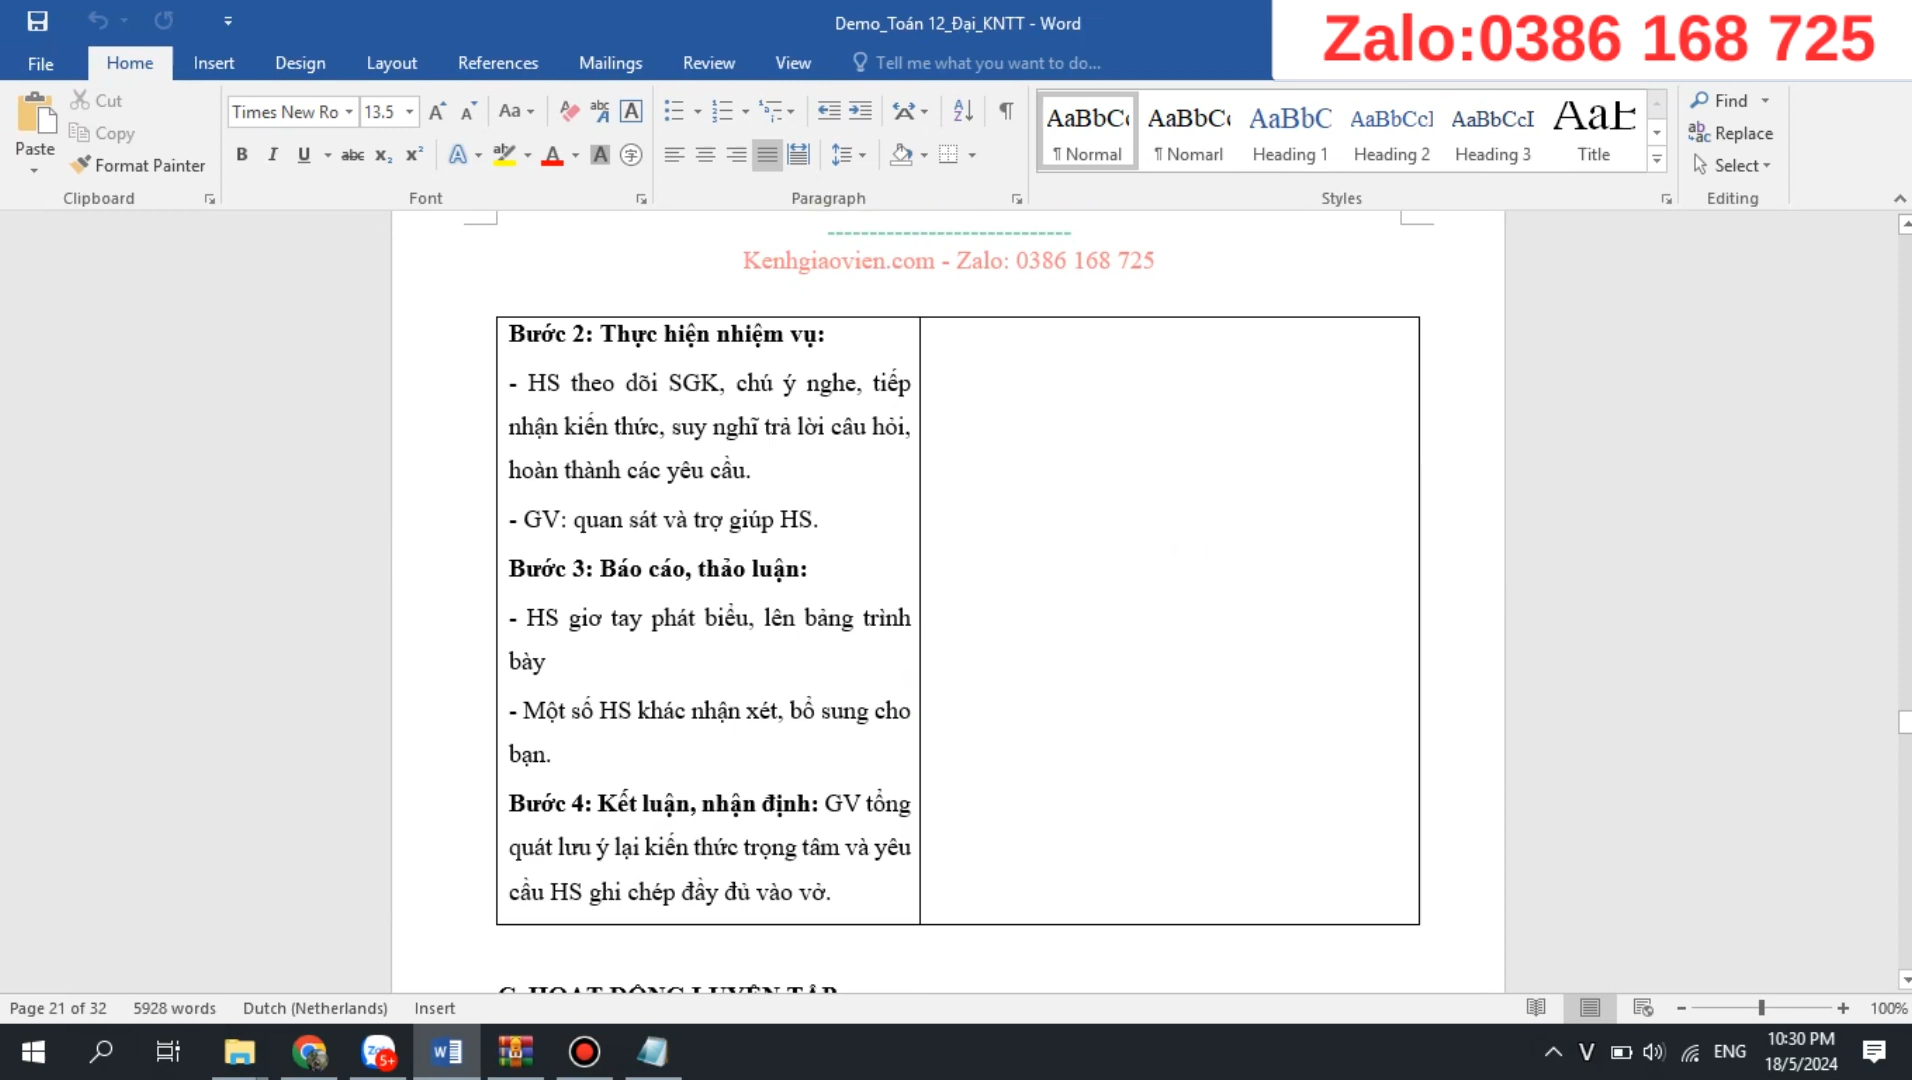 Demo_Toán 12_Đại_KNTT - Word
Zalo:0386 168 725
File Home Insert Design Layout References Mailings Review View Tell me what you want to do...
Paste
Cut
Copy
Format Painter
Clipboard
Times New Ro 13.5
Font
Paragraph
¶ Normal
¶ Nomarl
Heading 1
Heading 2
Heading 3
Title
Styles
Find
Replace
Select
Editing
----------------------------
Kenhgiaovien.com - Zalo: 0386 168 725
Bước 2: Thực hiện nhiệm vụ:
- HS theo dõi SGK, chú ý nghe, tiếp
nhận kiến thức, suy nghĩ trả lời câu hỏi,
hoàn thành các yêu cầu.
- GV: quan sát và trợ giúp HS.
Bước 3: Báo cáo, thảo luận:
- HS giơ tay phát biểu, lên bảng trình
bày
- Một số HS khác nhận xét, bổ sung cho
bạn.
Bước 4: Kết luận, nhận định: GV tổng
quát lưu ý lại kiến thức trọng tâm và yêu
cầu HS ghi chép đầy đủ vào vở.
C. HOẠT ĐỘNG LUYỆN TẬP
Page 21 of 32 5928 words Dutch (Netherlands) Insert 100%
ENG
10:30 PM
18/5/2024